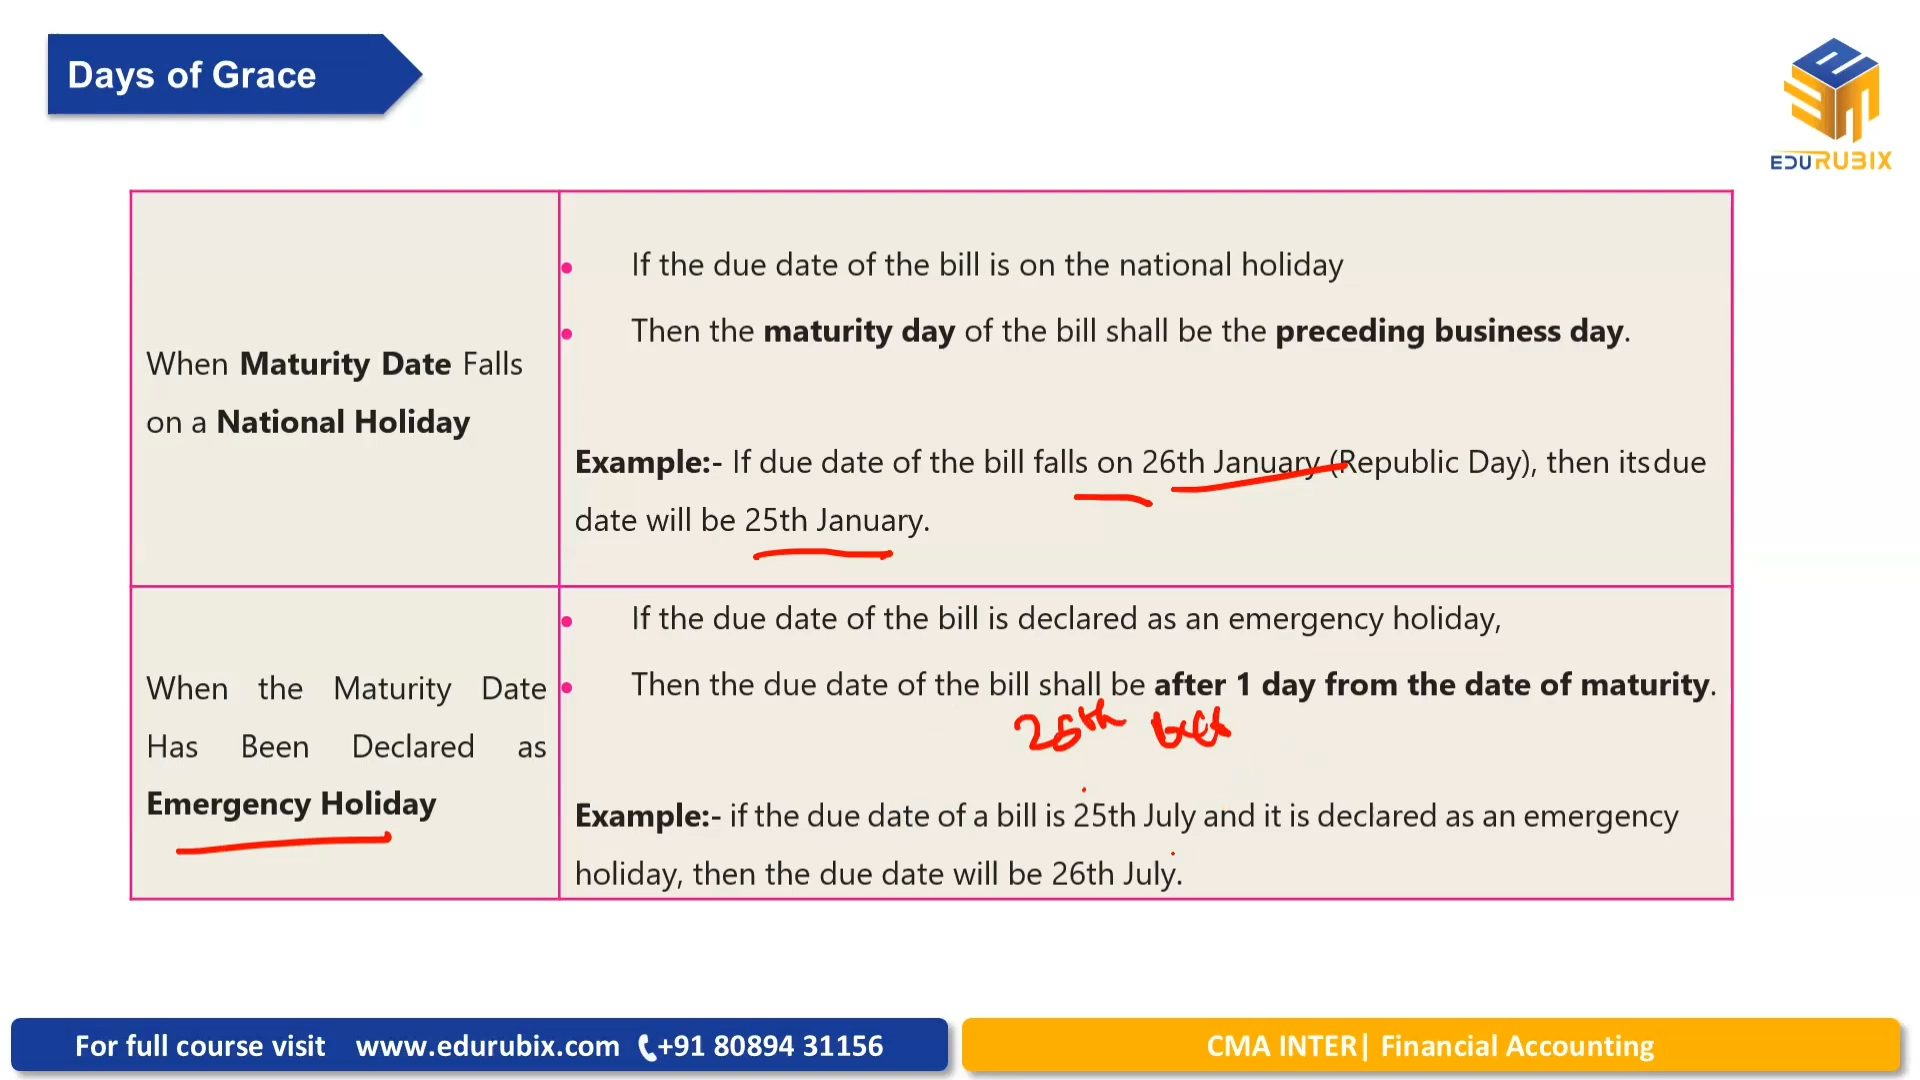 Days of Grace
EDURUBIX
When Maturity Date Falls
on a National Holiday
If the due date of the bill is on the national holiday
Then the maturity day of the bill shall be the preceding business day.
Example:- If due date of the bill falls on 26th January (Republic Day), then its due
date will be 25th January.
When the Maturity Date
Has Been Declared as
Emergency Holiday
If the due date of the bill is declared as an emergency holiday,
Then the due date of the bill shall be after 1 day from the date of maturity.
25th
Example:- if the due date of a bill is 25th July and it is declared as an emergency
holiday, then the due date will be 26th July.
For full course visit www.edurubix.com +91 80894 31156
CMA INTER| Financial Accounting